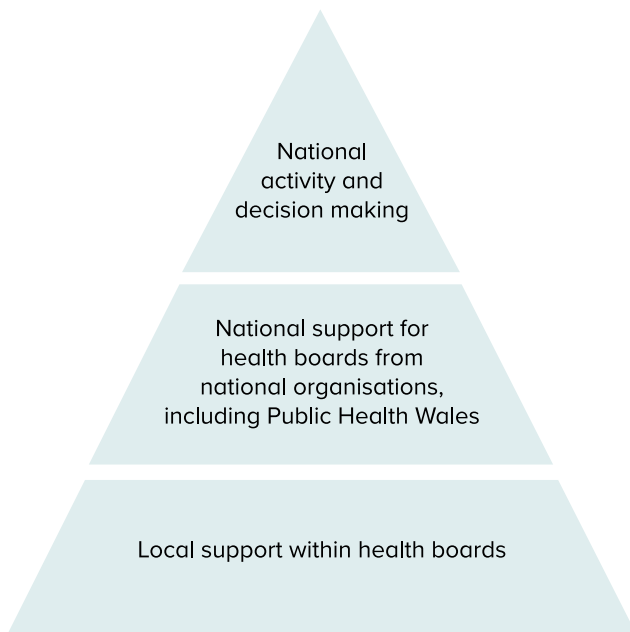 National
activity and
decision making
National support for
health boards from
national organisations,
including Public Health Wales
Local support within health boards